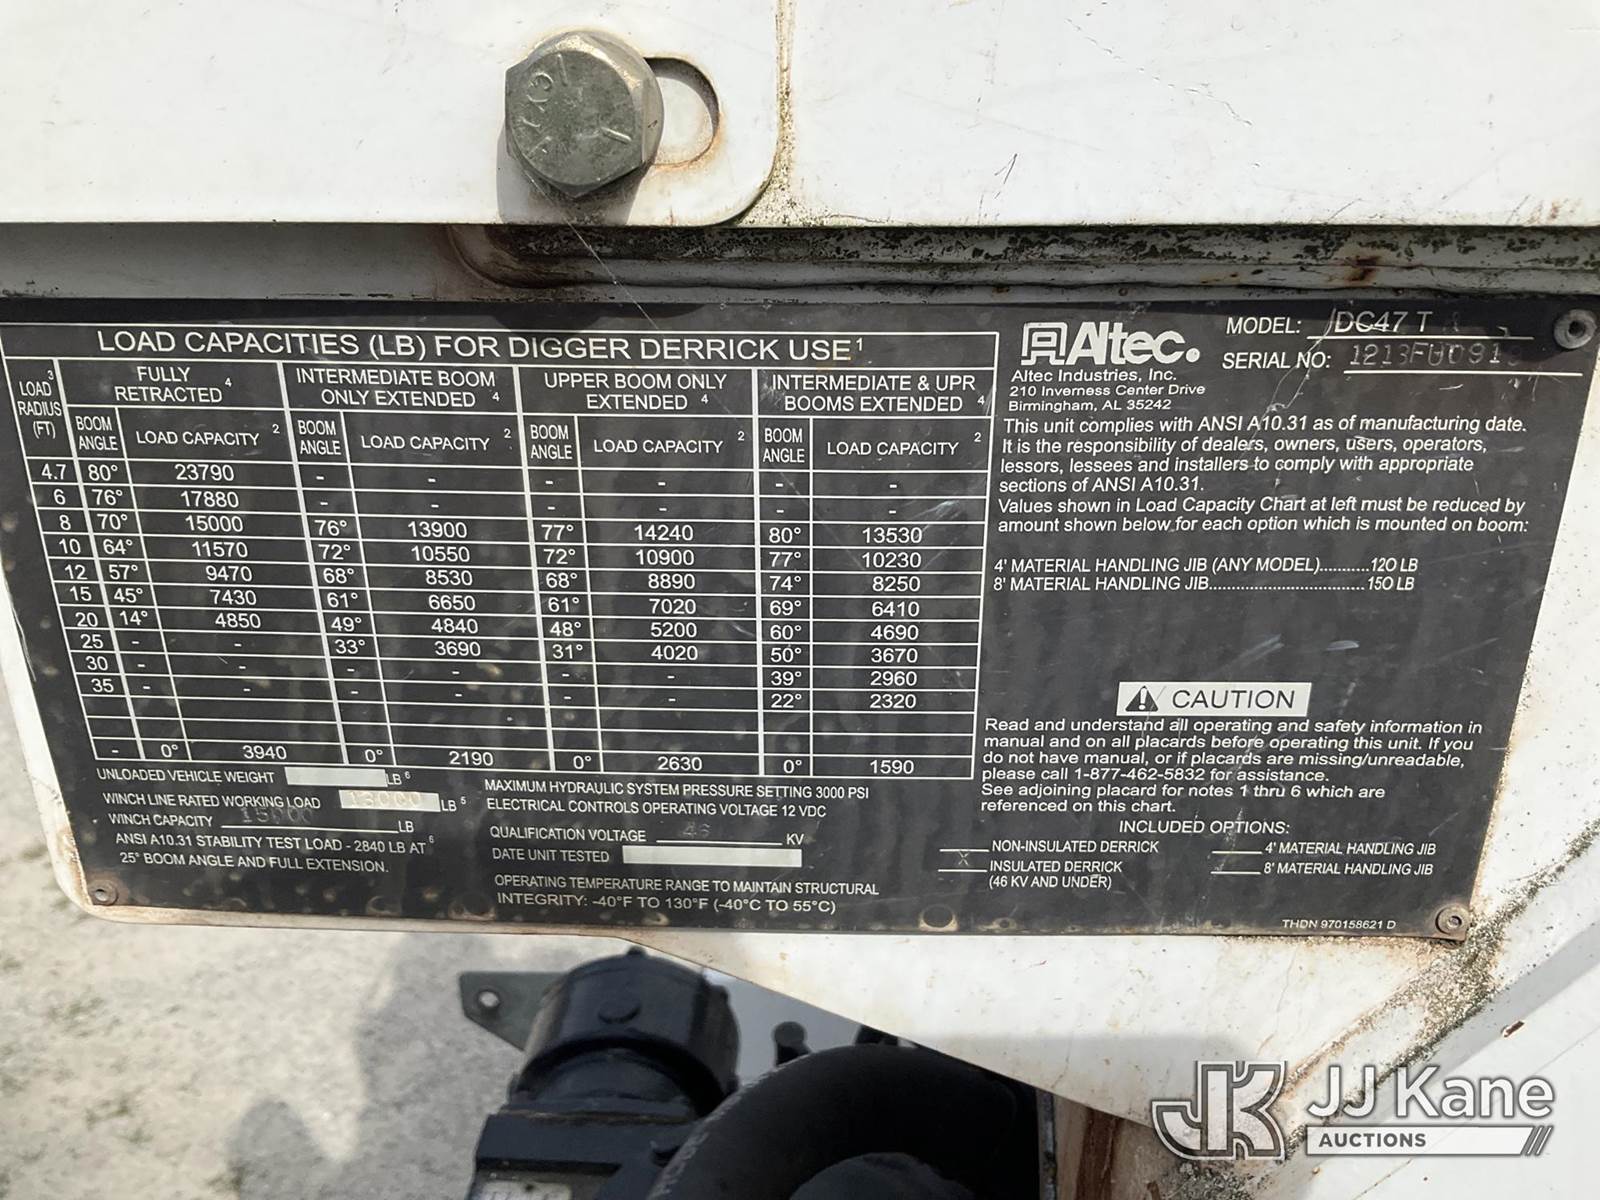 LOAD CAPACITIES (LB) FOR DIGGER DERRICK USE 1
LOAD 3 RADIUS (FT)
FULLY RETRACTED 4
INTERMEDIATE BOOM ONLY EXTENDED 4
UPPER BOOM ONLY EXTENDED 4
INTERMEDIATE & UPR BOOMS EXTENDED 4
BOOM ANGLE LOAD CAPACITY 2 BOOM ANGLE LOAD CAPACITY 2 BOOM ANGLE LOAD CAPACITY 2 BOOM ANGLE LOAD CAPACITY 2
4.7 80° 23790 - - - - - -
6 76° 17880 - - - - - -
8 70° 15000 76° 13900 77° 14240 80° 13530
10 64° 11570 72° 10550 72° 10900 77° 10230
12 57° 9470 68° 8530 68° 8890 74° 8250
15 45° 7430 61° 6650 61° 7020 69° 6410
20 14° 4850 49° 4840 48° 5200 60° 4690
25 - - 33° 3690 31° 4020 50° 3670
30 - - - - - - 39° 2960
35 - - - - - - 22° 2320
- 0° 3940 0° 2190 0° 2630 0° 1590
UNLOADED VEHICLE WEIGHT LB 6
WINCH LINE RATED WORKING LOAD 13000 LB 5
WINCH CAPACITY 15000 LB
ANSI A10.31 STABILITY TEST LOAD - 2840 LB AT 6
25° BOOM ANGLE AND FULL EXTENSION.
MAXIMUM HYDRAULIC SYSTEM PRESSURE SETTING 3000 PSI
ELECTRICAL CONTROLS OPERATING VOLTAGE 12 VDC
QUALIFICATION VOLTAGE 46 KV
DATE UNIT TESTED
OPERATING TEMPERATURE RANGE TO MAINTAIN STRUCTURAL
INTEGRITY: -40°F TO 130°F (-40°C TO 55°C)
Altec.
Altec Industries, Inc.
210 Inverness Center Drive
Birmingham, AL 35242
MODEL: DC47 T
SERIAL NO:
This unit complies with ANSI A10.31 as of manufacturing date.
It is the responsibility of dealers, owners, users, operators,
lessors, lessees and installers to comply with appropriate
sections of ANSI A10.31.
Values shown in Load Capacity Chart at left must be reduced by
amount shown below for each option which is mounted on boom:
4' MATERIAL HANDLING JIB (ANY MODEL)...........120 LB
8' MATERIAL HANDLING JIB..................................150 LB
CAUTION
Read and understand all operating and safety information in
manual and on all placards before operating this unit. If you
do not have manual, or if placards are missing/unreadable,
please call 1-877-462-5832 for assistance.
See adjoining placard for notes 1 thru 6 which are
referenced on this chart.
INCLUDED OPTIONS:
NON-INSULATED DERRICK
X INSULATED DERRICK
(46 KV AND UNDER)
4' MATERIAL HANDLING JIB
8' MATERIAL HANDLING JIB
THDN 970158621 D
JK JJ Kane
AUCTIONS